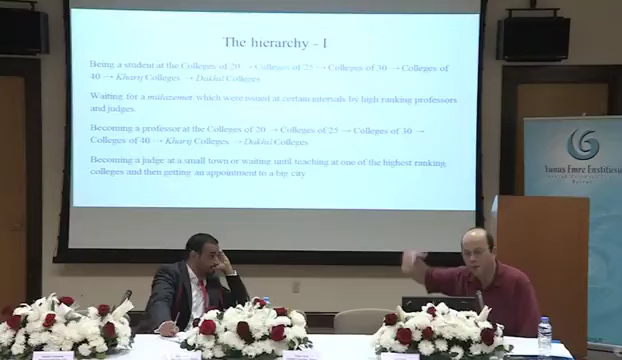 The hierarchy - I
Being a student at the Colleges of 20 → Colleges of 25 → Colleges of 30 → Colleges of
40 → Kharij Colleges → Dakhil Colleges
Waiting for a mülazemet which were issued at certain intervals by high ranking professors
and judges.
Becoming a professor at the Colleges of 20 → Colleges of 25 → Colleges of 30 →
Colleges of 40 → Kharij Colleges → Dakhil Colleges
Becoming a judge at a small town or waiting until teaching at one of the highest ranking
colleges and then getting an appointment to a big city
Yunus Emre Enstitüsü